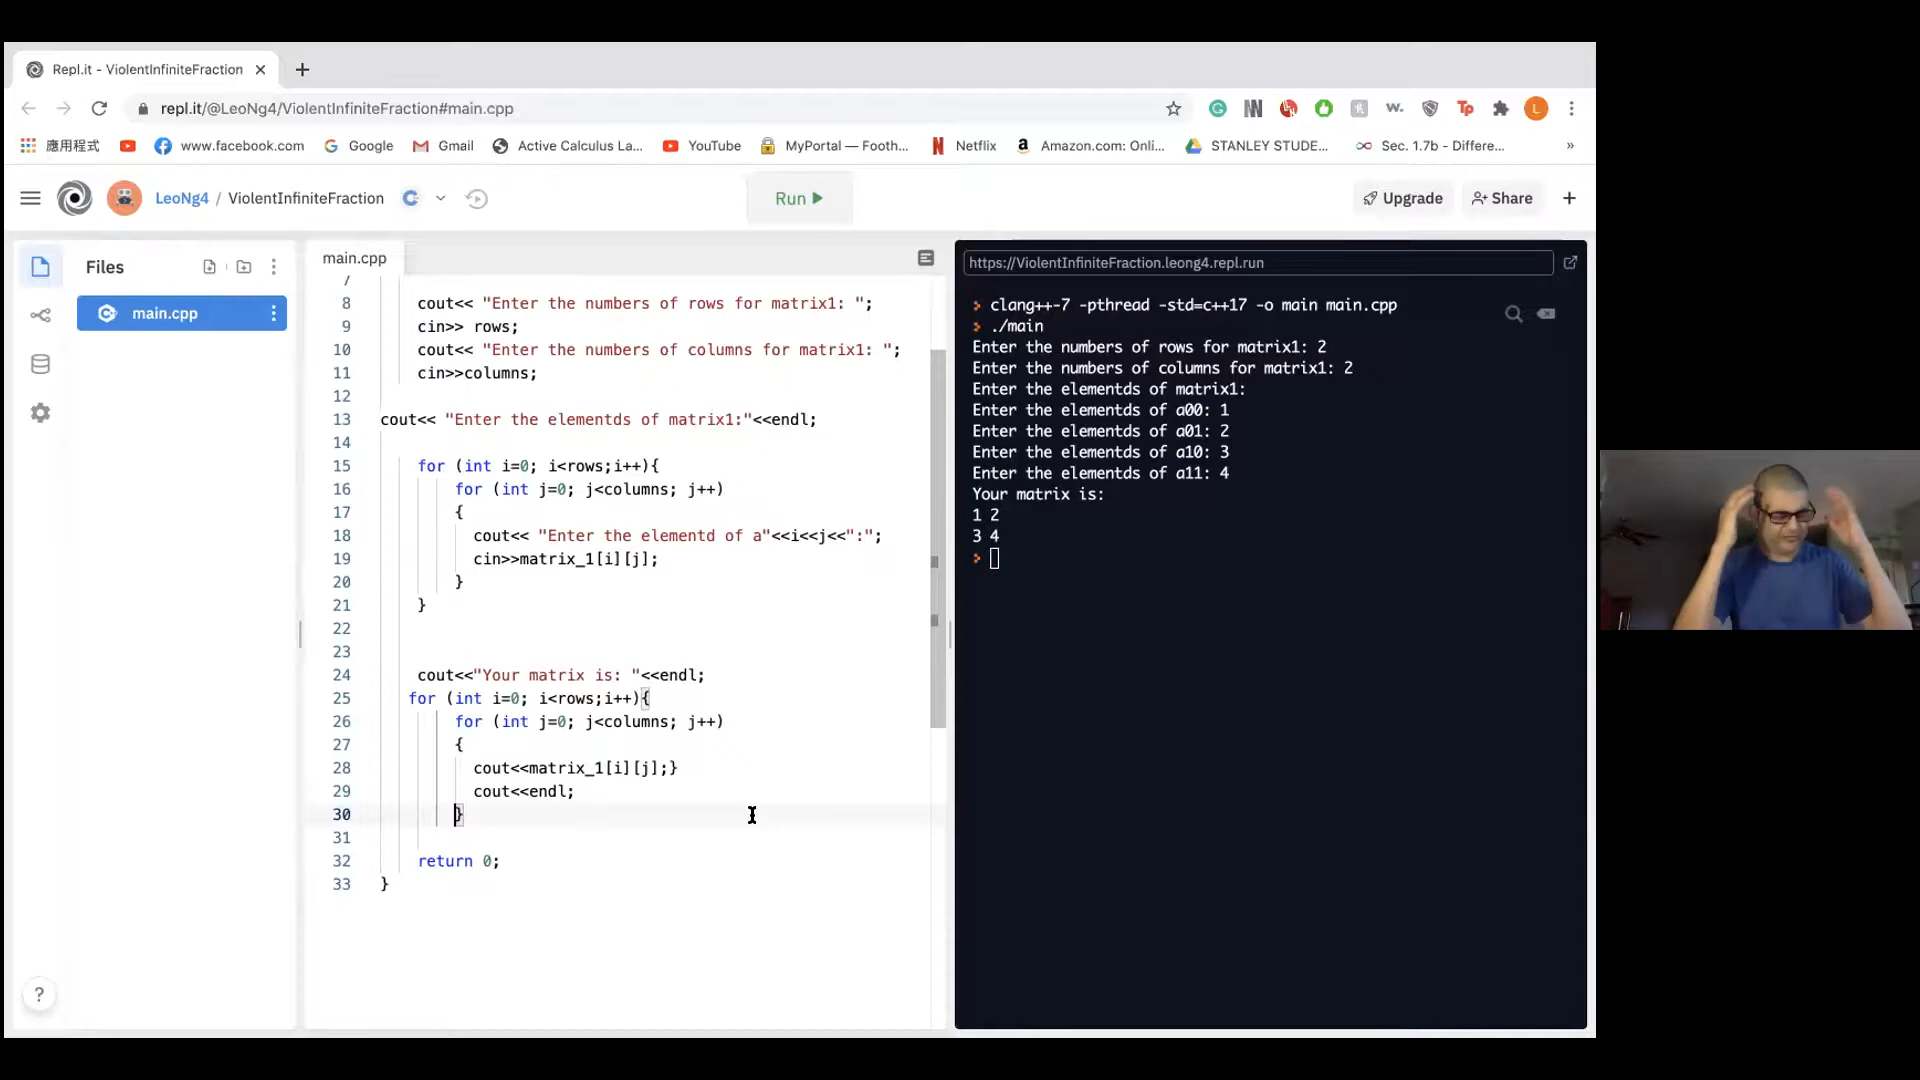 Repl.it - ViolentInfiniteFraction
repl.it/@LeoNg4/ViolentInfiniteFraction#main.cpp
應用程式 www.facebook.com Google Gmail Active Calculus La... YouTube MyPortal — Footh... Netflix Amazon.com: Onli... STANLEY STUDE... Sec. 1.7b - Differe... »
LeoNg4 / ViolentInfiniteFraction Run Upgrade Share +
Files
main.cpp
main.cpp
7
8 cout<< "Enter the numbers of rows for matrix1: ";
9 cin>> rows;
10 cout<< "Enter the numbers of columns for matrix1: ";
11 cin>>columns;
12
13 cout<< "Enter the elementds of matrix1:"<<endl;
14
15 for (int i=0; i<rows;i++){
16 for (int j=0; j<columns; j++)
17 {
18 cout<< "Enter the elementd of a"<<i<<j<<":";
19 cin>>matrix_1[i][j];
20 }
21 }
22
23
24 cout<<"Your matrix is: "<<endl;
25 for (int i=0; i<rows;i++){
26 for (int j=0; j<columns; j++)
27 {
28 cout<<matrix_1[i][j];}
29 cout<<endl;
30 }
31
32 return 0;
33 }
?
https://ViolentInfiniteFraction.leong4.repl.run
clang++-7 -pthread -std=c++17 -o main main.cpp
./main
Enter the numbers of rows for matrix1: 2
Enter the numbers of columns for matrix1: 2
Enter the elementds of matrix1:
Enter the elementds of a00: 1
Enter the elementds of a01: 2
Enter the elementds of a10: 3
Enter the elementds of a11: 4
Your matrix is:
1 2
3 4